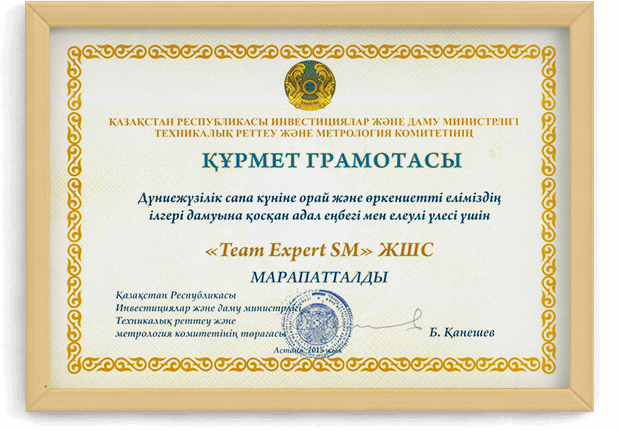 ҚАЗАҚСТАН РЕСПУБЛИКАСЫ ИНВЕСТИЦИЯЛАР ЖӘНЕ ДАМУ МИНИСТРЛІГІ
ТЕХНИКАЛЫҚ РЕТТЕУ ЖӘНЕ МЕТРОЛОГИЯ КОМИТЕТІНІҢ
ҚҰРМЕТ ГРАМОТАСЫ
Дүниежүзілік сапа күніне орай және өркениетті еліміздің
ілгері дамуына қосқан адал еңбегі мен елеулі үлесі үшін
«Team Expert SM» ЖШС
МАРАПАТТАЛДЫ
Қазақстан Республикасы
Инвестициялар және даму министрлігі
Техникалық реттеу және
метрология комитетінің төрағасы
Б. Қанешев
Астана, 2015 жыл